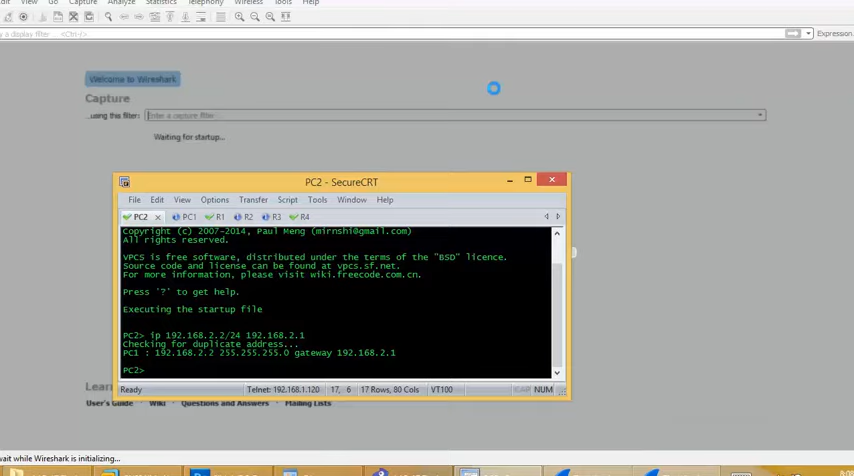 View Go Capture Analyze Statistics Telephony Wireless Tools Help
y a display filter ... <Ctrl-/>
Expression...
Welcome to Wireshark
Capture
...using this filter: Enter a capture filter ...
Waiting for startup...
PC2 - SecureCRT
File Edit View Options Transfer Script Tools Window Help
PC2 PC1 R1 R2 R3 R4
Copyright (c) 2007-2014, Paul Meng (mirnshi@gmail.com)
All rights reserved.
VPCS is free software, distributed under the terms of the "BSD" licence.
Source code and license can be found at vpcs.sf.net.
For more information, please visit wiki.freecode.com.cn.
Press '?' to get help.
Executing the startup file
PC2> ip 192.168.2.2/24 192.168.2.1
Checking for duplicate address...
PC1 : 192.168.2.2 255.255.255.0 gateway 192.168.2.1
PC2>
Ready Telnet: 192.168.1.120 17, 6 17 Rows, 80 Cols VT100 CAP NUM
Lear
User's Guide Wiki Questions and Answers Mailing Lists
wait while Wireshark is initializing...